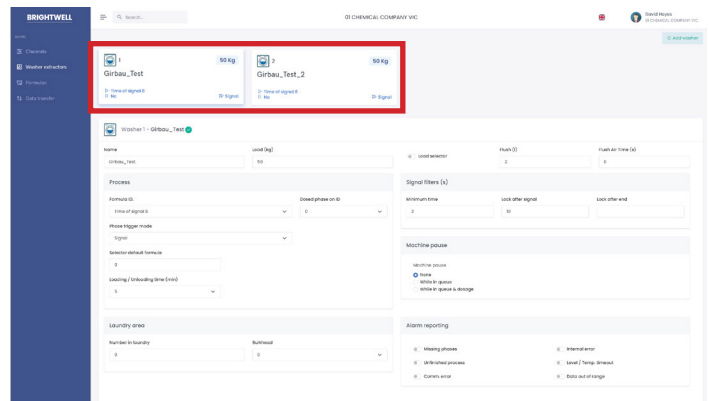 BRIGHTWELL
Search...
01 CHEMICAL COMPANY VIC
David Hayes
01 CHEMICAL COMPANY VIC
Add washer
Channels
Washer extractors
Formulas
Data transfer
1
50 Kg
Girbau_Test
Time of signal 8
No
Signal
2
50 Kg
Girbau_Test_2
Time of signal 8
No
Signal
Washer 1 - Girbau_Test
Name
Load (kg)
Load selector
Flush (l)
Flush Air Time (s)
Girbau_Test
50
2
0
Process
Formula ID.
Dosed phase on ID
Time of signal 8
0
Phase trigger mode
Signal
Selector default formula
0
Loading / Unloading time (min)
5
Signal filters (s)
Minimum time
Lock after signal
Lock after end
2
10
Machine pause
Machine pause
None
While in queue
While in queue & dosage
Laundry area
Number in laundry
Bulkhead
0
0
Alarm reporting
Missing phases
Internal error
Unfinished process
Level / Temp. timeout
Comm. error
Data out of range